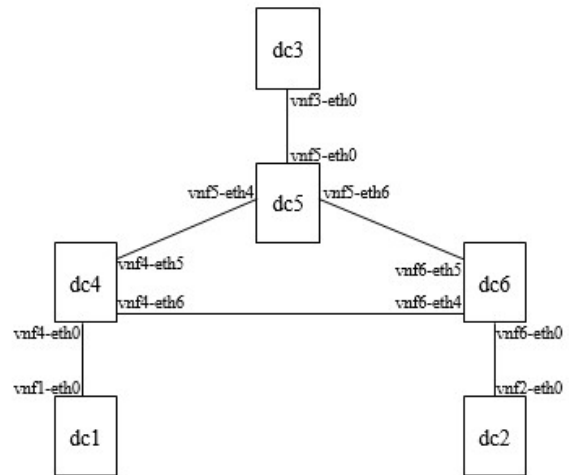 dc3
vnf3-eth0
vnf5-eth0
vnf5-eth4
dc5
vnf5-eth6
vnf4-eth5
vnf6-eth5
dc4
dc6
vnf4-eth6
vnf6-eth4
vnf4-eth0
vnf6-eth0
vnf1-eth0
vnf2-eth0
dc1
dc2